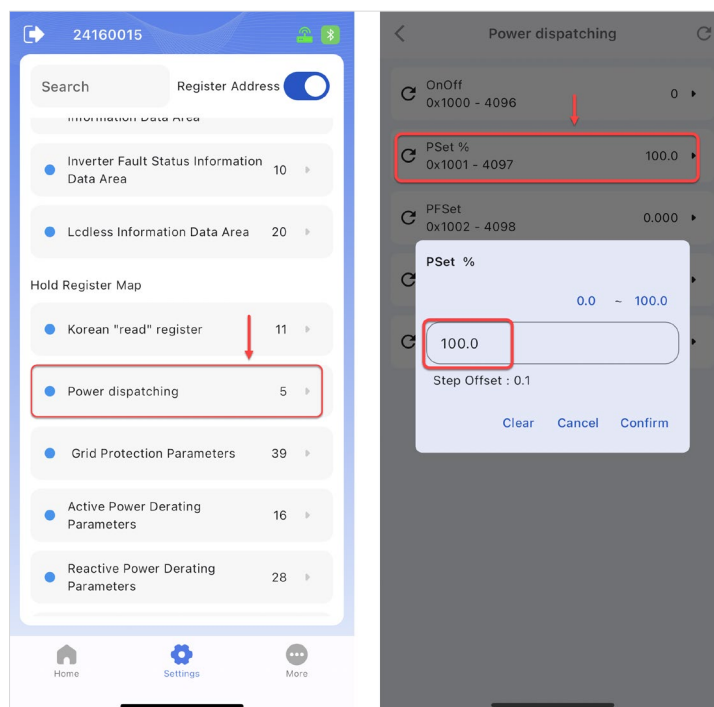 24160015
Search
Register Address
Information Data Area
Inverter Fault Status Information
Data Area
10
Lcdless Information Data Area
20
Hold Register Map
Korean "read" register
11
Power dispatching
5
Grid Protection Parameters
39
Active Power Derating
Parameters
16
Reactive Power Derating
Parameters
28
Home
Settings
More
Power dispatching
OnOff
0x1000 - 4096
0
PSet %
0x1001 - 4097
100.0
PFSet
0x1002 - 4098
0.000
PSet %
0.0 ~ 100.0
100.0
Step Offset : 0.1
Clear
Cancel
Confirm